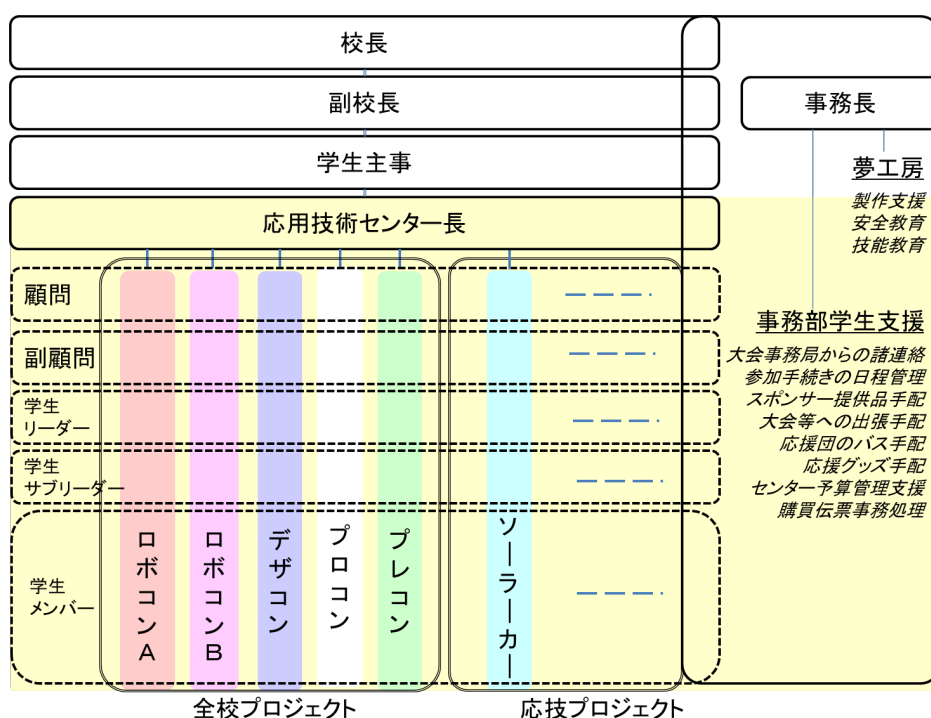 校長
副校長
学生主事
応用技術センター長
顧問
副顧問
学生
リーダー
学生
サブリーダー
学生
メンバー
ロボコンA
ロボコンB
デザコン
プロコン
プレコン
ソーラーカー
全校プロジェクト
応技プロジェクト
事務長
夢工房
製作支援
安全教育
技能教育
事務部学生支援
大会事務局からの諸連絡
参加手続きの日程管理
スポンサー提供品手配
大会等への出張手配
応援団のバス手配
応援グッズ手配
センター予算管理支援
購買伝票事務処理